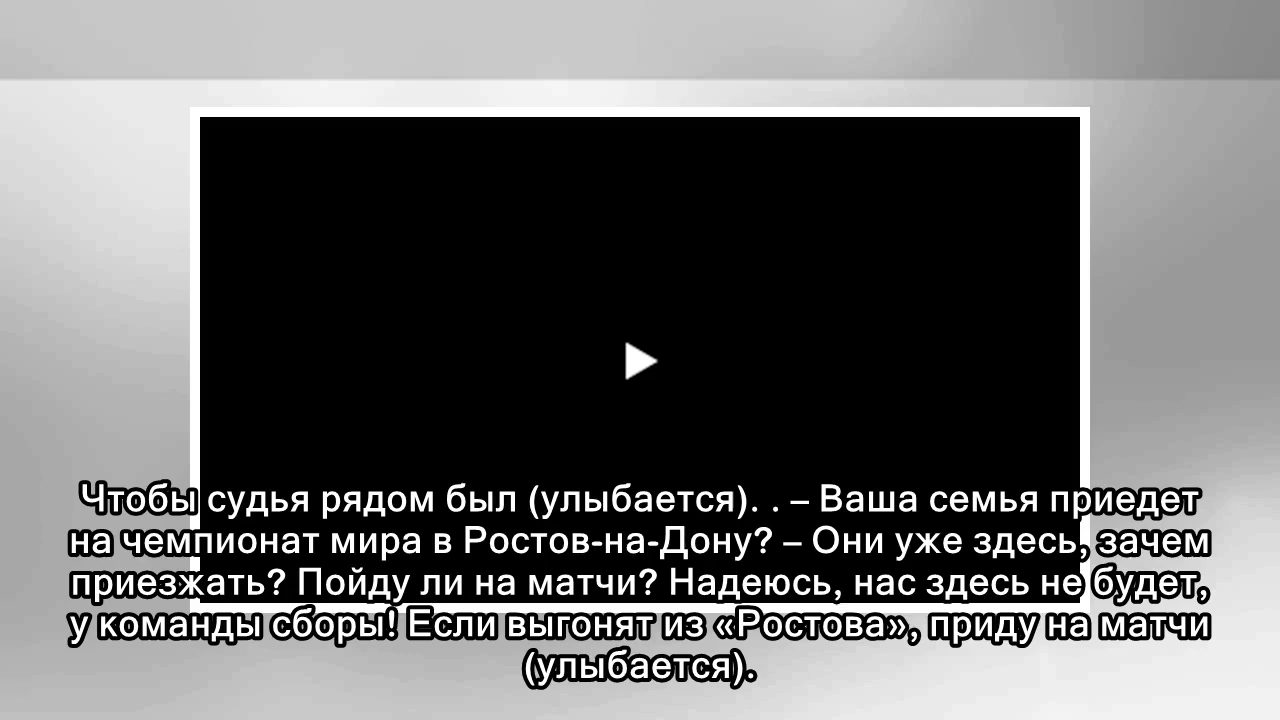 Чтобы судья рядом был (улыбается). . – Ваша семья приедет
на чемпионат мира в Ростов-на-Дону? – Они уже здесь, зачем
приезжать? Пойду ли на матчи? Надеюсь, нас здесь не будет,
у команды сборы! Если выгонят из «Ростова», приду на матчи
(улыбается).